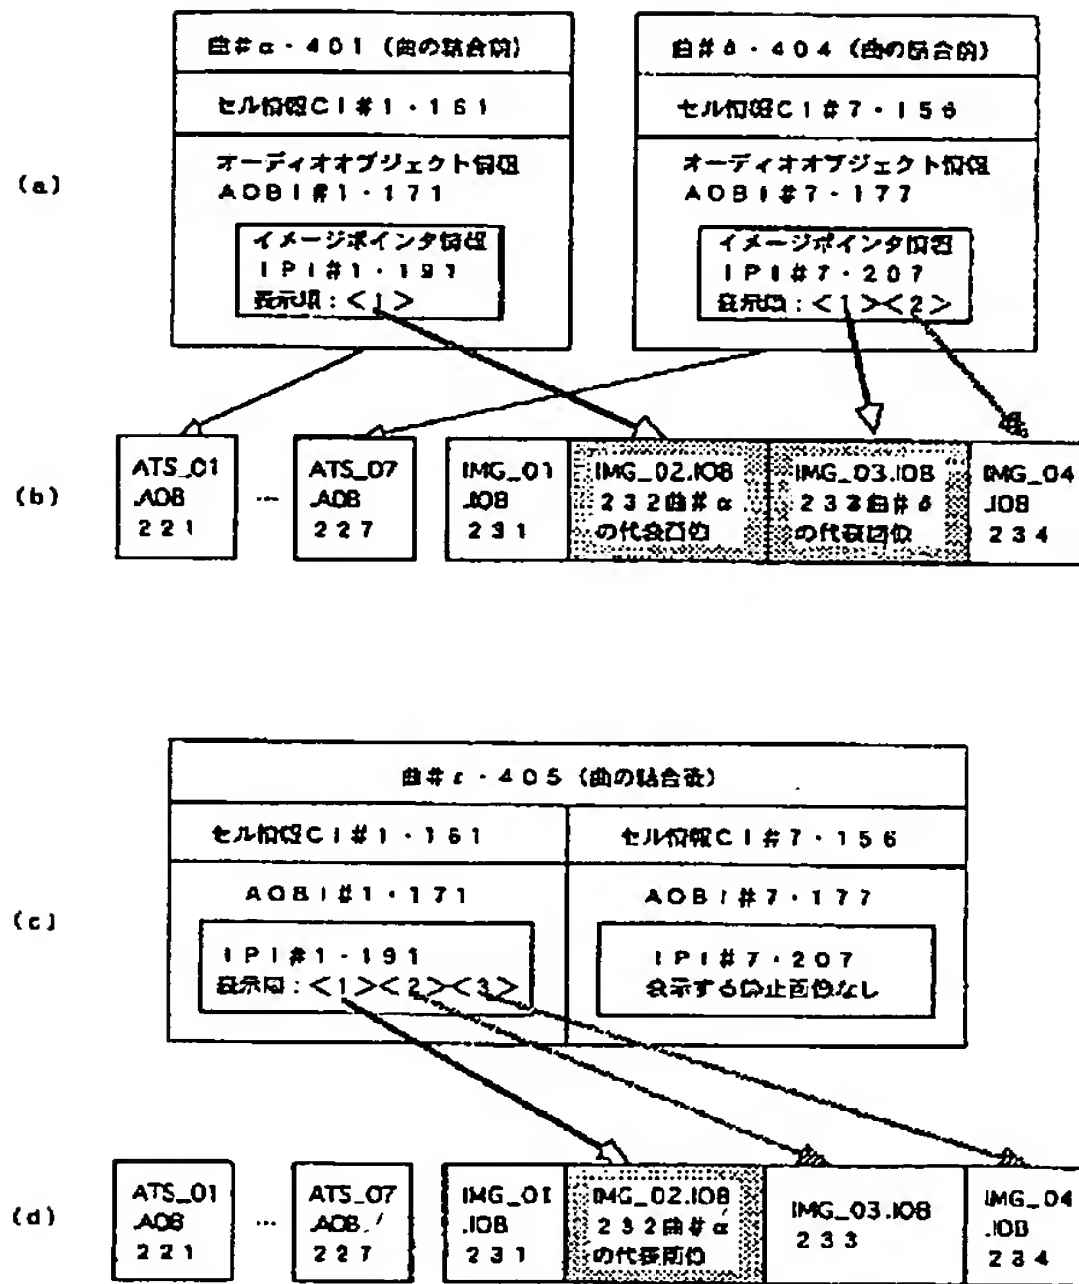 曲#α・401(曲の結合前)
セル情報CI#1・161
オーディオオブジェクト情報
AOBI#1・171
イメージポインタ情報
IPI#1・191
表示順:<1>
曲#δ・404(曲の結合前)
セル情報CI#7・156
オーディオオブジェクト情報
AOBI#7・177
イメージポインタ情報
IPI#7・207
表示順:<1><2>
(a)
(b)
ATS_01
.AOB
221
...
ATS_07
.AOB
227
IMG_01
.IOB
231
IMG_02.IOB
232曲#α
の代表画像
IMG_03.IOB
233曲#δ
の代表画像
IMG_04
.IOB
234
曲#ε・405(曲の結合後)
セル情報CI#1・161
セル情報CI#7・156
(c)
AOBI#1・171
IPI#1・191
表示順:<1><2><3>
AOBI#7・177
IPI#7・207
表示する静止画像なし
(d)
ATS_01
.AOB
221
...
ATS_07
.AOB
227
IMG_01
.IOB
231
IMG_02.IOB
232曲#α
の代表画像
IMG_03.IOB
233
IMG_04
.IOB
234